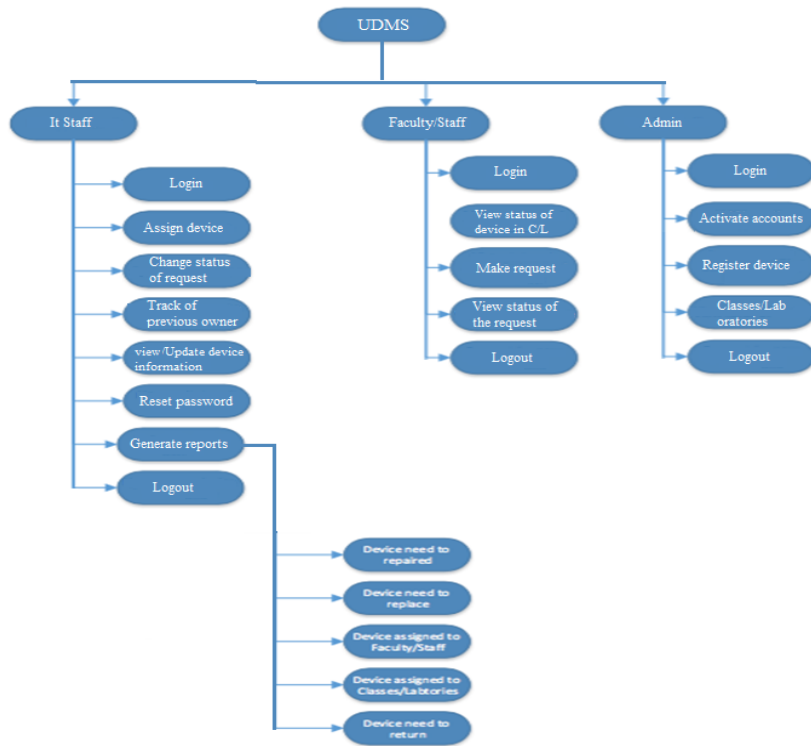 UDMS
It Staff
Login
Assign device
Change status
of request
Track of
previous owner
view/Update device
information
Reset password
Generate reports
Logout
Device need to
repaired
Device need to
replace
Device assigned to
Faculty/Staff
Device assigned to
Classes/Labtories
Device need to
return
Faculty/Staff
Login
View status of
device in C/L
Make request
View status of
the request
Logout
Admin
Login
Activate accounts
Register device
Classes/Lab
oratories
Logout